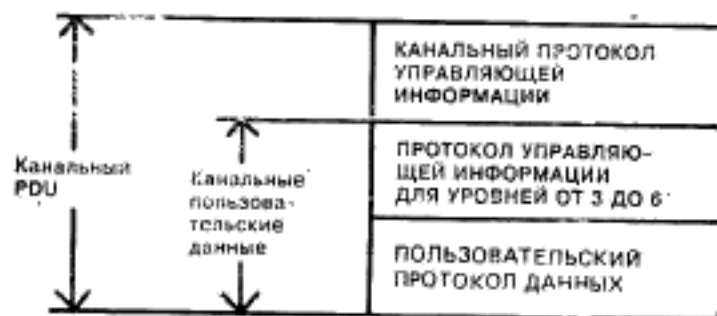 КАНАЛЬНЫЙ ПРОТОКОЛ
УПРАВЛЯЮЩЕЙ
ИНФОРМАЦИИ
Канальный
PDU
Канальные
пользова-
тельские
данные
ПРОТОКОЛ УПРАВЛЯЮ-
ЩЕЙ ИНФОРМАЦИИ
ДЛЯ УРОВНЕЙ ОТ 3 ДО 6
ПОЛЬЗОВАТЕЛЬСКИЙ
ПРОТОКОЛ ДАННЫХ